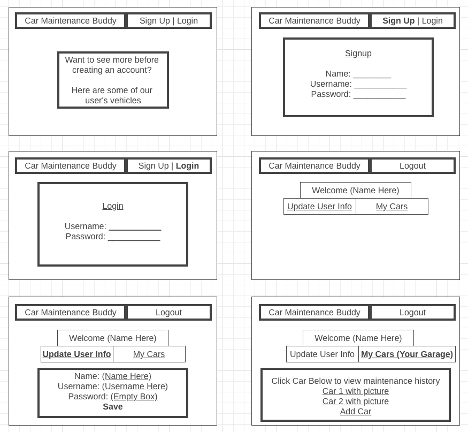 Car Maintenance Buddy
Sign Up | Login
Want to see more before
creating an account?
Here are some of our
user's vehicles
Car Maintenance Buddy
Sign Up | Login
Signup
Name: ________
Username: ___________
Password: ___________
Car Maintenance Buddy
Sign Up | Login
Login
Username: ___________
Password: ___________
Car Maintenance Buddy
Logout
Welcome (Name Here)
Update User Info
My Cars
Car Maintenance Buddy
Logout
Welcome (Name Here)
Update User Info
My Cars
Name: (Name Here)
Username: (Username Here)
Password: (Empty Box)
Save
Car Maintenance Buddy
Logout
Welcome (Name Here)
Update User Info
My Cars (Your Garage)
Click Car Below to view maintenance history
Car 1 with picture
Car 2 with picture
Add Car